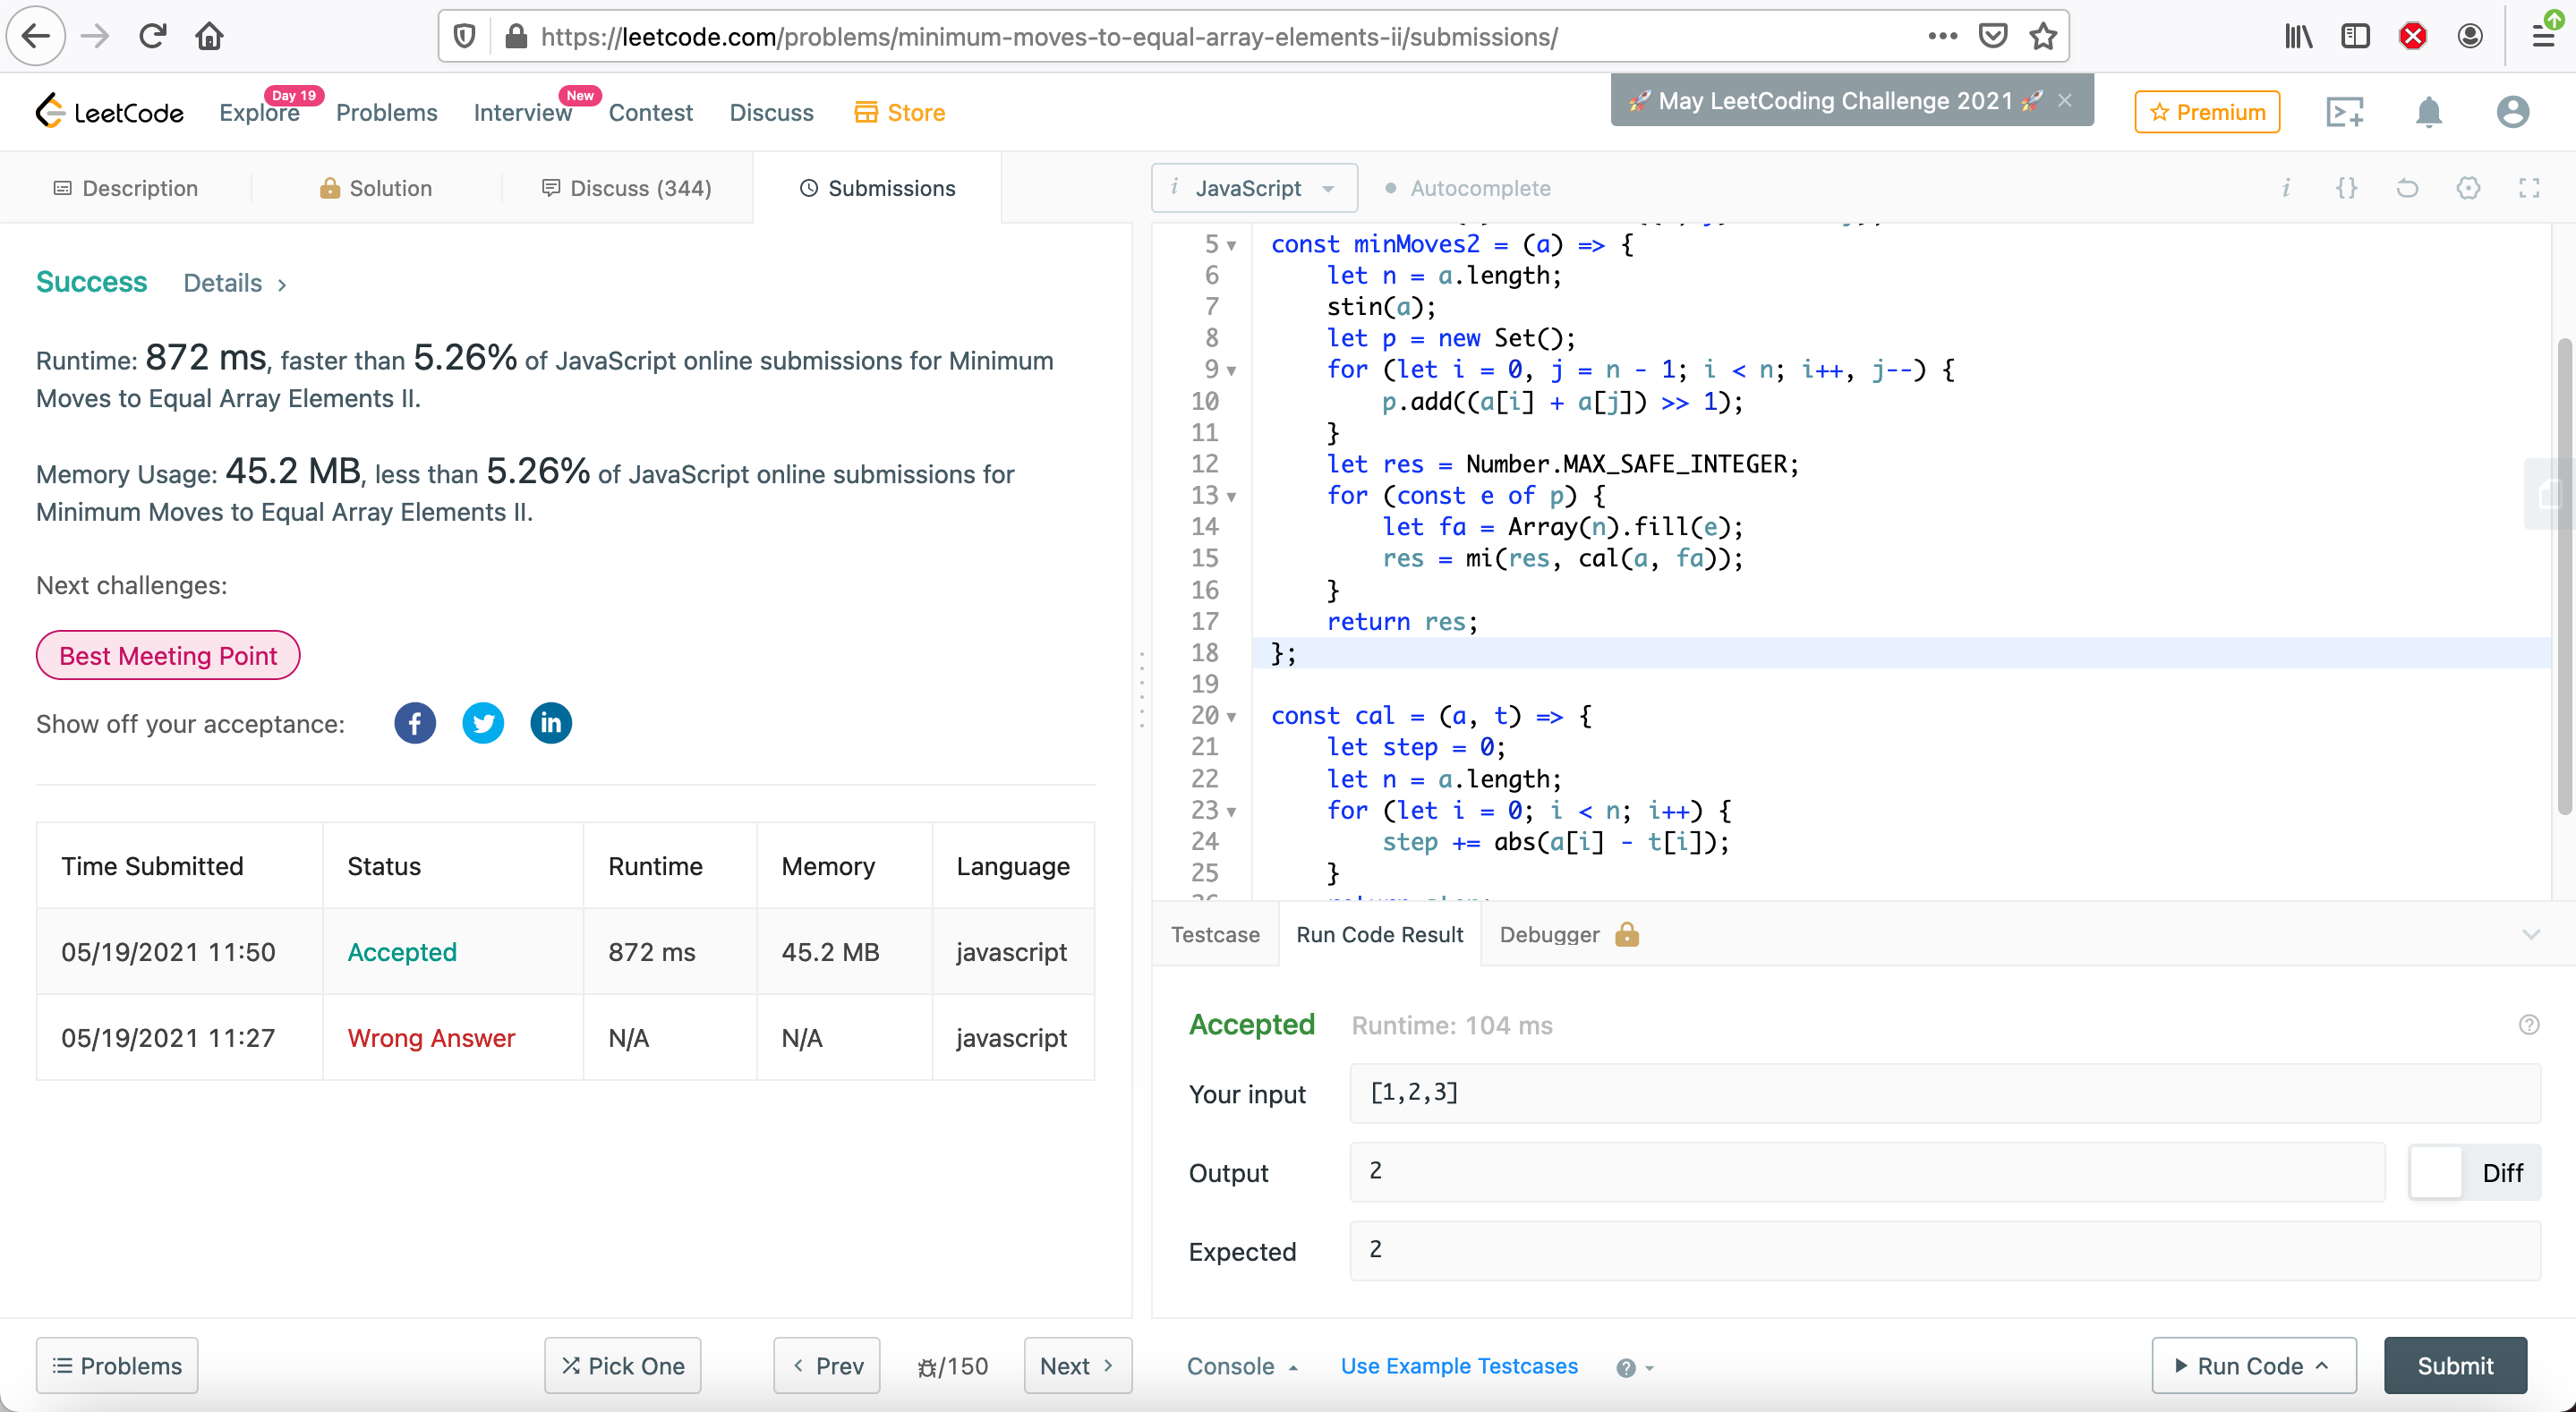 https://leetcode.com/problems/minimum-moves-to-equal-array-elements-ii/submissions/
LeetCode
Explore
Day 19
Problems
Interview
New
Contest
Discuss
Store
🚀 May LeetCoding Challenge 2021 🚀 ×
Premium
Description
Solution
Discuss (344)
Submissions
i JavaScript
Autocomplete
Success Details >
Runtime: 872 ms, faster than 5.26% of JavaScript online submissions for Minimum
Moves to Equal Array Elements II.
Memory Usage: 45.2 MB, less than 5.26% of JavaScript online submissions for
Minimum Moves to Equal Array Elements II.
Next challenges:
Best Meeting Point
Show off your acceptance:
Time Submitted Status Runtime Memory Language
05/19/2021 11:50 Accepted 872 ms 45.2 MB javascript
05/19/2021 11:27 Wrong Answer N/A N/A javascript
5 const minMoves2 = (a) => {
6 let n = a.length;
7 stin(a);
8 let p = new Set();
9 for (let i = 0, j = n - 1; i < n; i++, j--) {
10 p.add((a[i] + a[j]) >> 1);
11 }
12 let res = Number.MAX_SAFE_INTEGER;
13 for (const e of p) {
14 let fa = Array(n).fill(e);
15 res = mi(res, cal(a, fa));
16 }
17 return res;
18 };
19
20 const cal = (a, t) => {
21 let step = 0;
22 let n = a.length;
23 for (let i = 0; i < n; i++) {
24 step += abs(a[i] - t[i]);
25 }
Testcase
Run Code Result
Debugger
Accepted Runtime: 104 ms
Your input [1,2,3]
Output 2
Diff
Expected 2
Problems
Pick One
< Prev
/150
Next >
Console
Use Example Testcases
Run Code
Submit